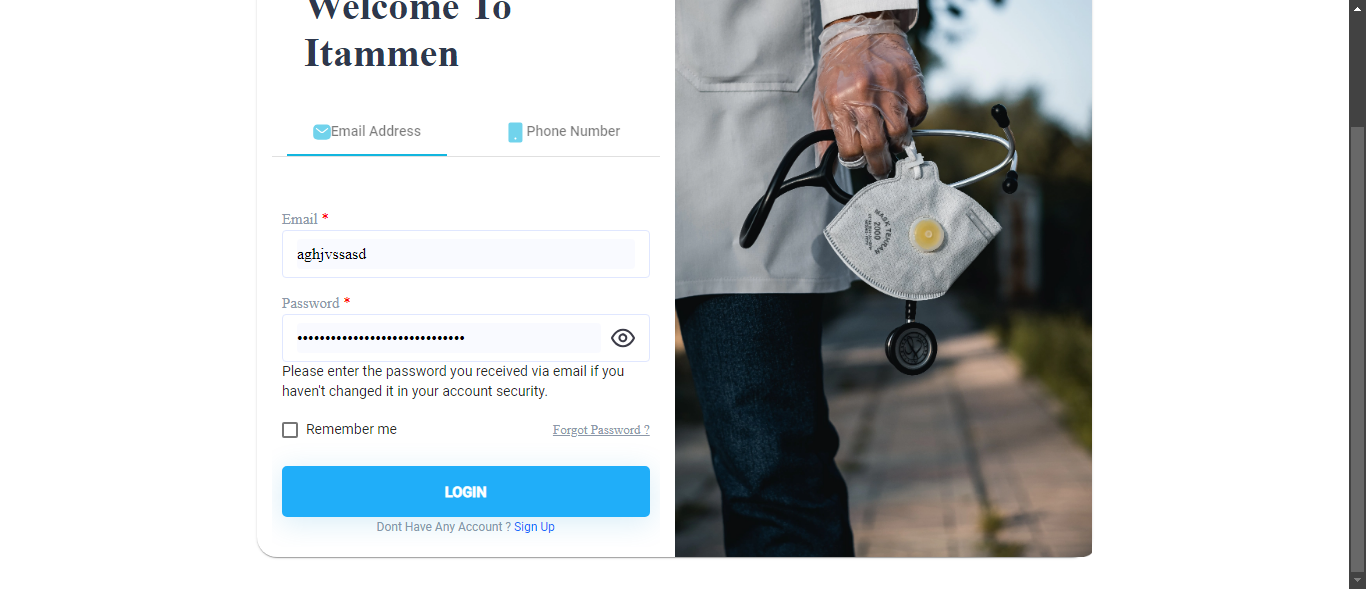 Welcome To
Itammen
Email Address
Phone Number
Email *
aghjvssasd
Password *
••••••••••••••••••••••••••••••
Please enter the password you received via email if you
haven't changed it in your account security.
Remember me
Forgot Password ?
LOGIN
Dont Have Any Account ? Sign Up
MASK TEHRAN
2000